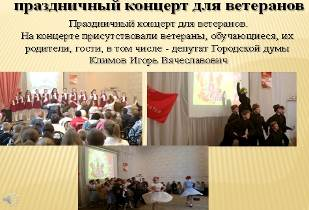 праздничный концерт для ветеранов
Праздничный концерт для ветеранов.
На концерте присутствовали ветераны, обучающиеся, их
родители, гости, в том числе - депутат Городской думы
Климов Игорь Вячеславович